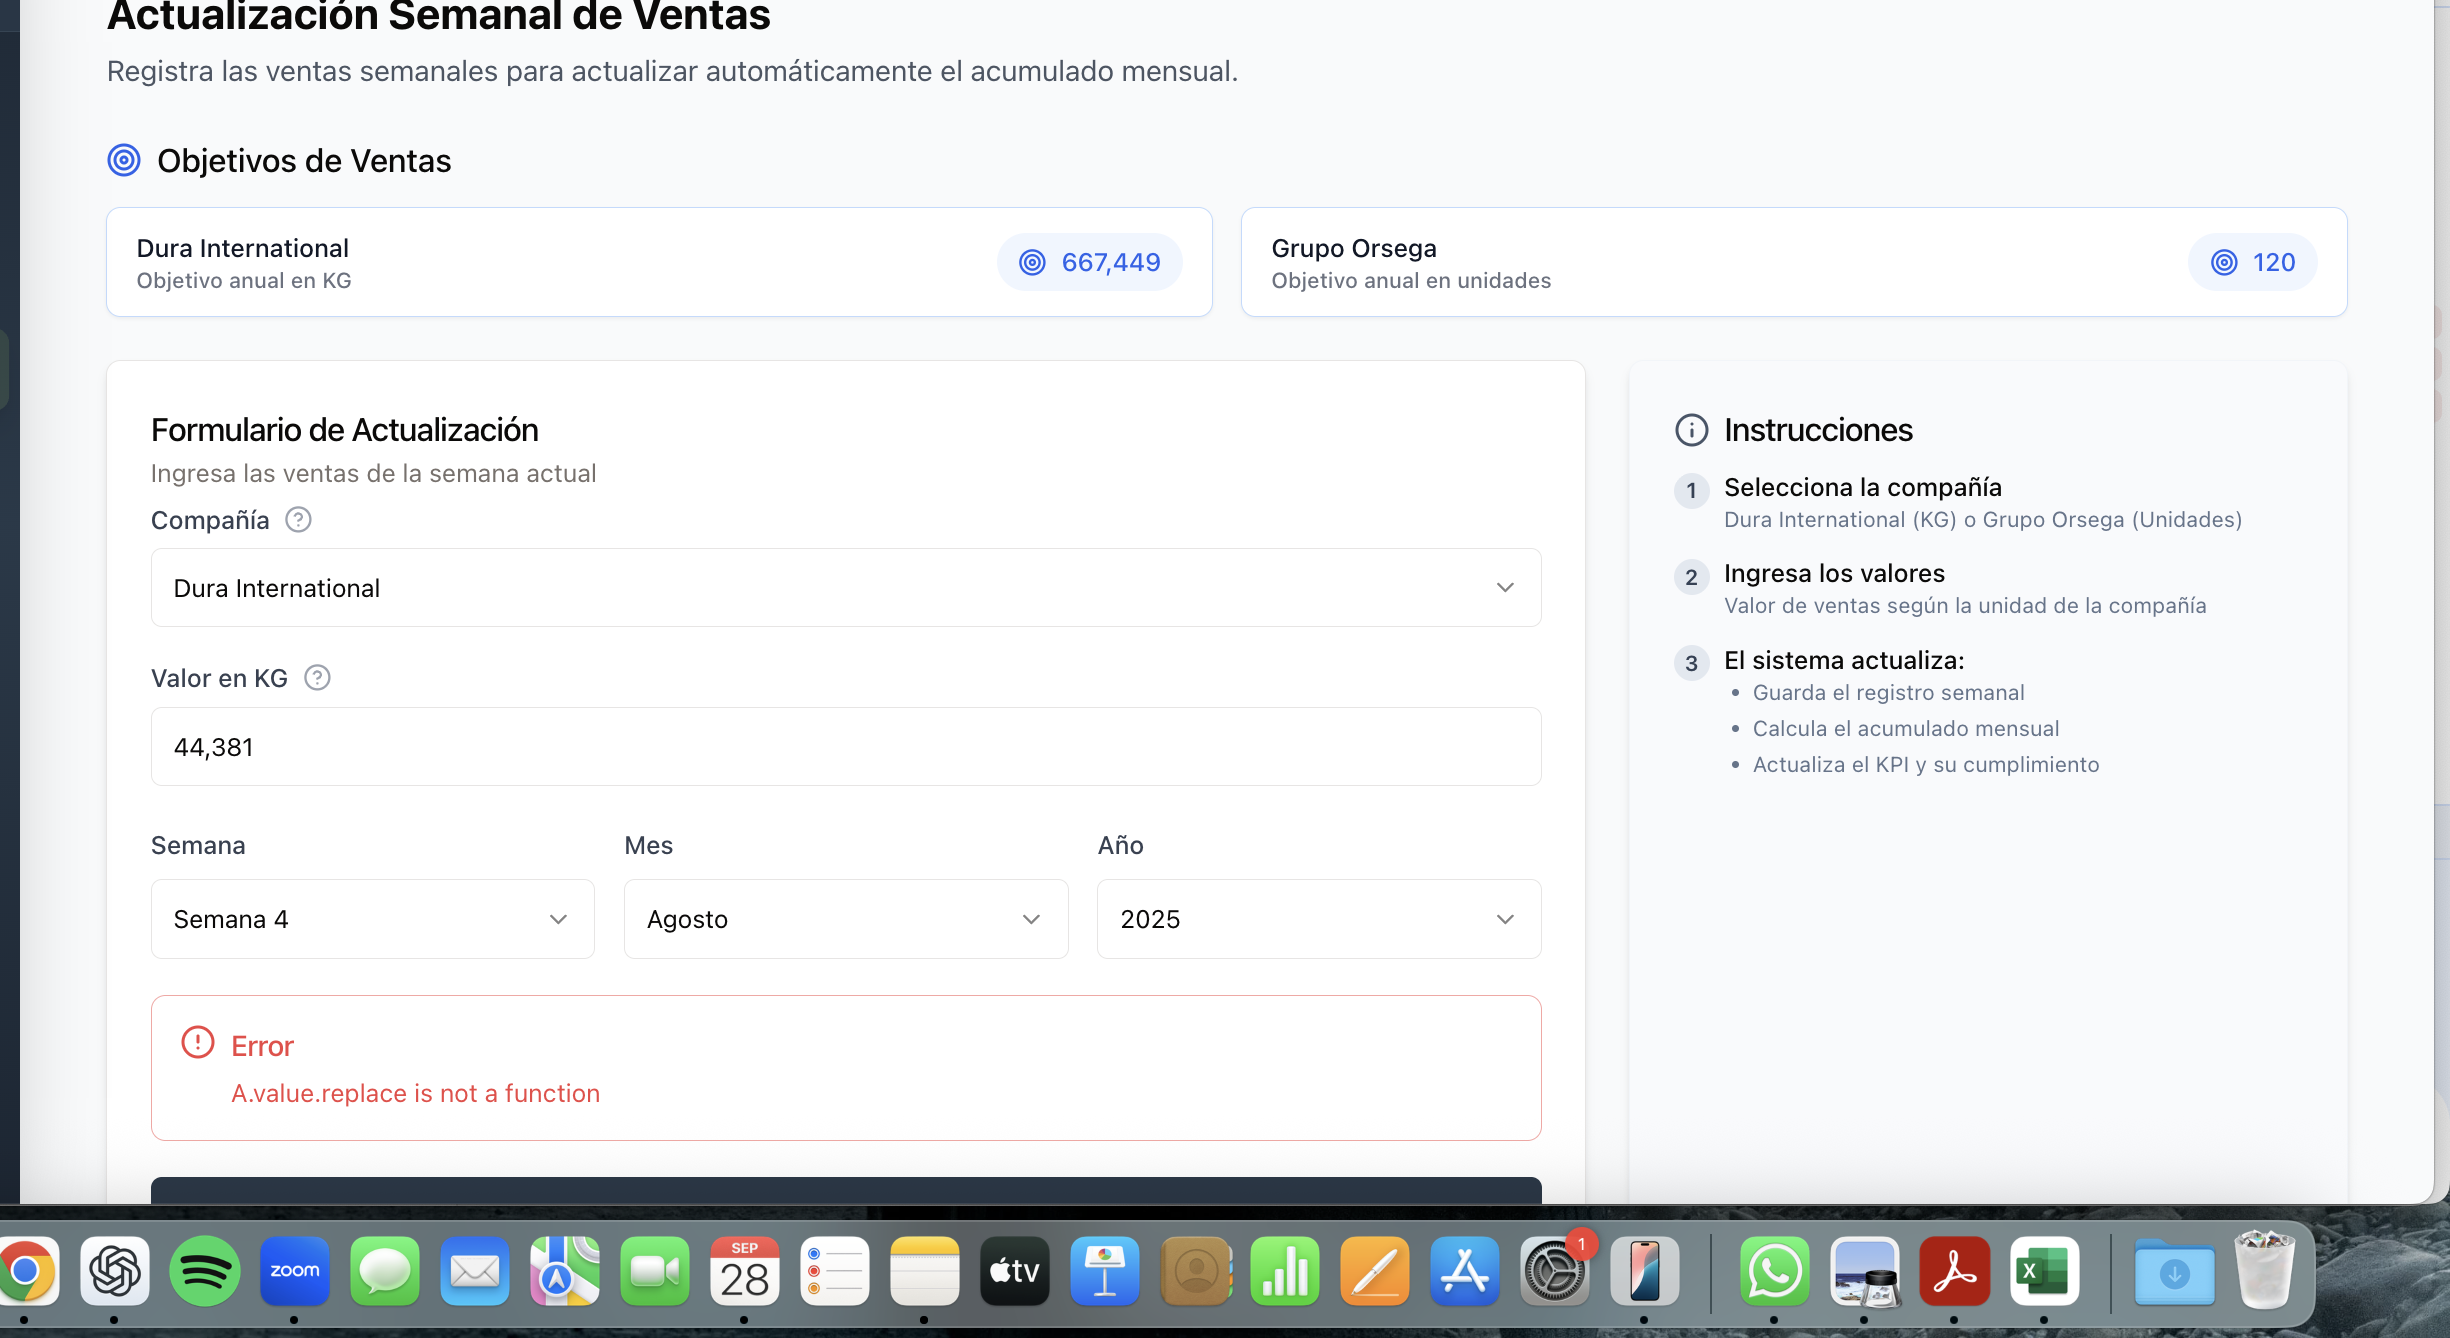 Actualización Semanal de Ventas
Registra las ventas semanales para actualizar automáticamente el acumulado mensual.
Objetivos de Ventas
Dura International
Objetivo anual en KG
667,449
Grupo Orsega
Objetivo anual en unidades
120
Formulario de Actualización
Ingresa las ventas de la semana actual
Compañía ?
Dura International
Valor en KG ?
44,381
Semana
Mes
Año
Semana 4
Agosto
2025
Error
A.value.replace is not a function
Instrucciones
1 Selecciona la compañía
Dura International (KG) o Grupo Orsega (Unidades)
2 Ingresa los valores
Valor de ventas según la unidad de la compañía
3 El sistema actualiza:
• Guarda el registro semanal
• Calcula el acumulado mensual
• Actualiza el KPI y su cumplimiento
zoom
SEP
28
tv
1
X